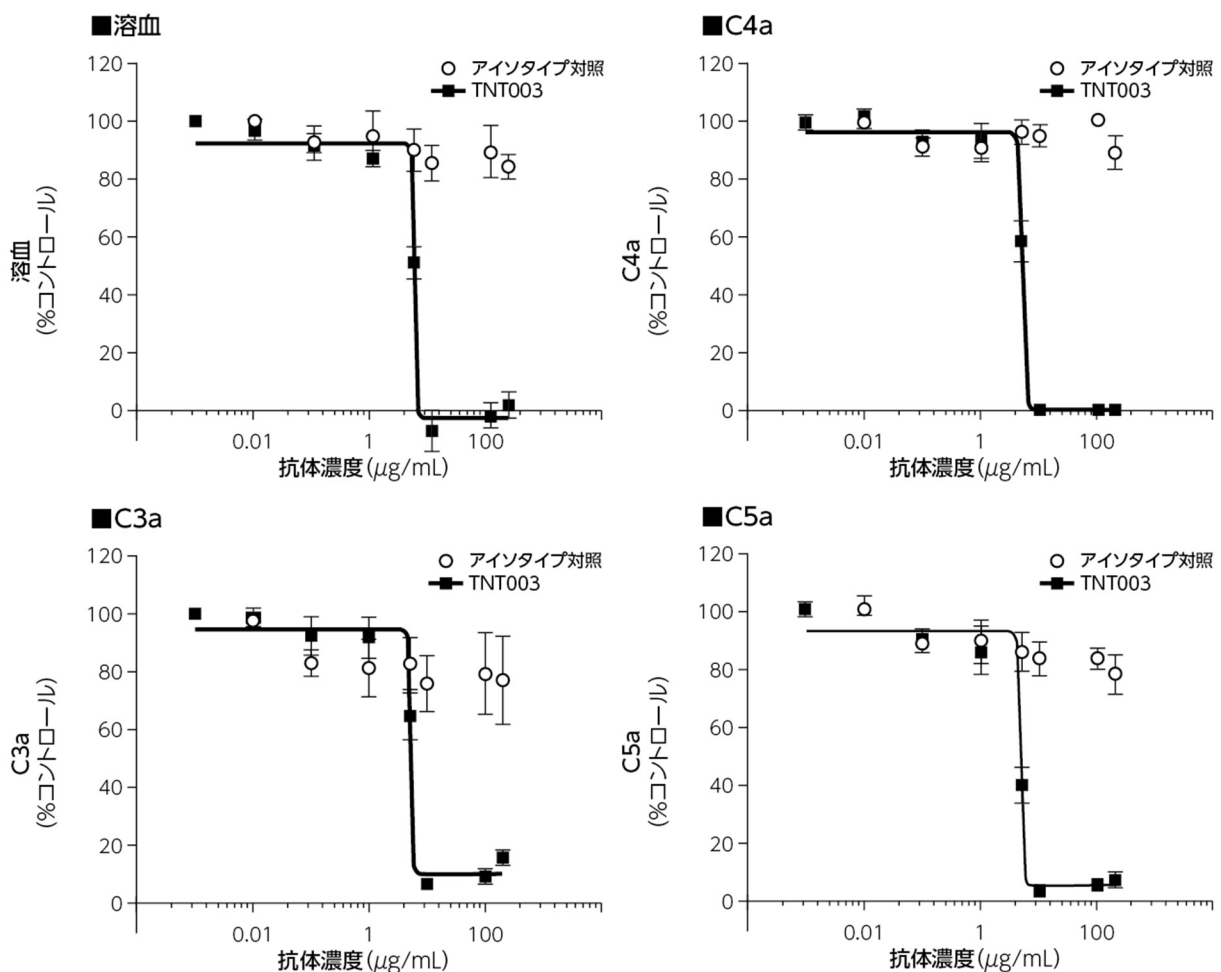 ■溶血
120
100
80
60
40
20
0
溶血
(%コントロール)
アイソタイプ対照
TNT003
0.01
1
100
抗体濃度(μg/mL)
■C4a
120
100
80
60
40
20
0
C4a
(%コントロール)
アイソタイプ対照
TNT003
0.01
1
100
抗体濃度(μg/mL)
■C3a
120
100
80
60
40
20
0
C3a
(%コントロール)
アイソタイプ対照
TNT003
0.01
1
100
抗体濃度(μg/mL)
■C5a
120
100
80
60
40
20
0
C5a
(%コントロール)
アイソタイプ対照
TNT003
0.01
1
100
抗体濃度(μg/mL)